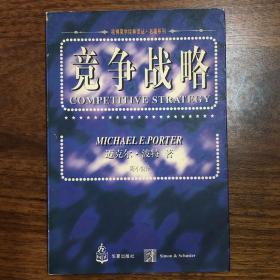 竞争战略
COMPETITIVE STRATEGY
MICHAEL E.PORTER
迈克尔·波特 著
华夏出版社
Simon & Schuster